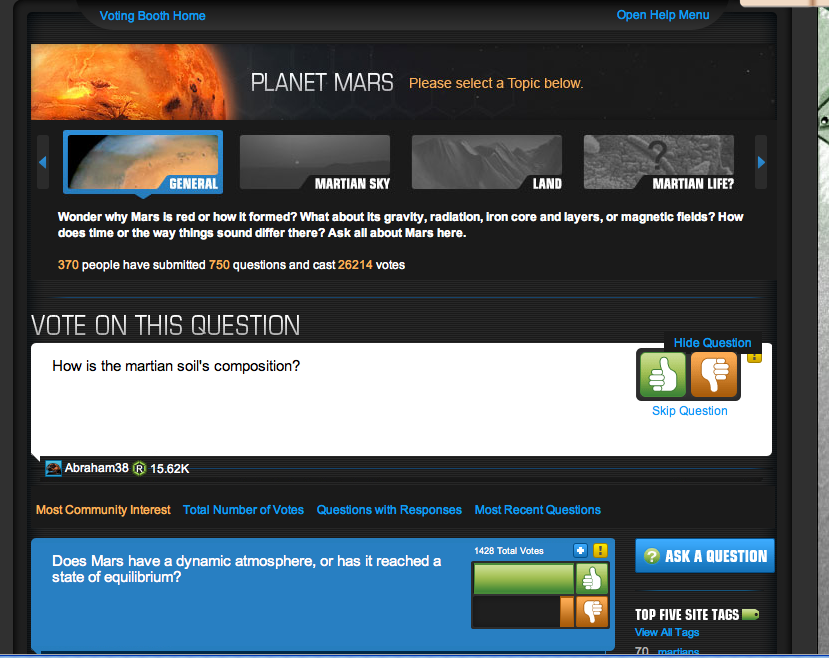 Voting Booth Home
Open Help Menu
PLANET MARS
Please select a Topic below.
GENERAL
MARTIAN SKY
LAND
MARTIAN LIFE?
Wonder why Mars is red or how it formed? What about its gravity, radiation, iron core and layers, or magnetic fields? How
does time or the way things sound differ there? Ask all about Mars here.
370 people have submitted 750 questions and cast 26214 votes
VOTE ON THIS QUESTION
Hide Question
How is the martian soil's composition?
Skip Question
Abraham38 R 15.62K
Most Community Interest
Total Number of Votes
Questions with Responses
Most Recent Questions
Does Mars have a dynamic atmosphere, or has it reached a
state of equilibrium?
1428 Total Votes
ASK A QUESTION
TOP FIVE SITE TAGS
View All Tags
70 martians